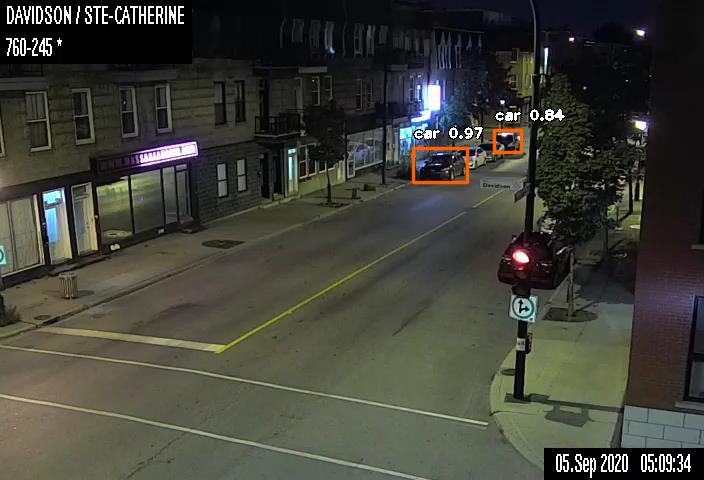 DAVIDSON / STE-CATHERINE
760-245 *
car 0.84
car 0.97
Davidson
05.Sep 2020 05:09:34